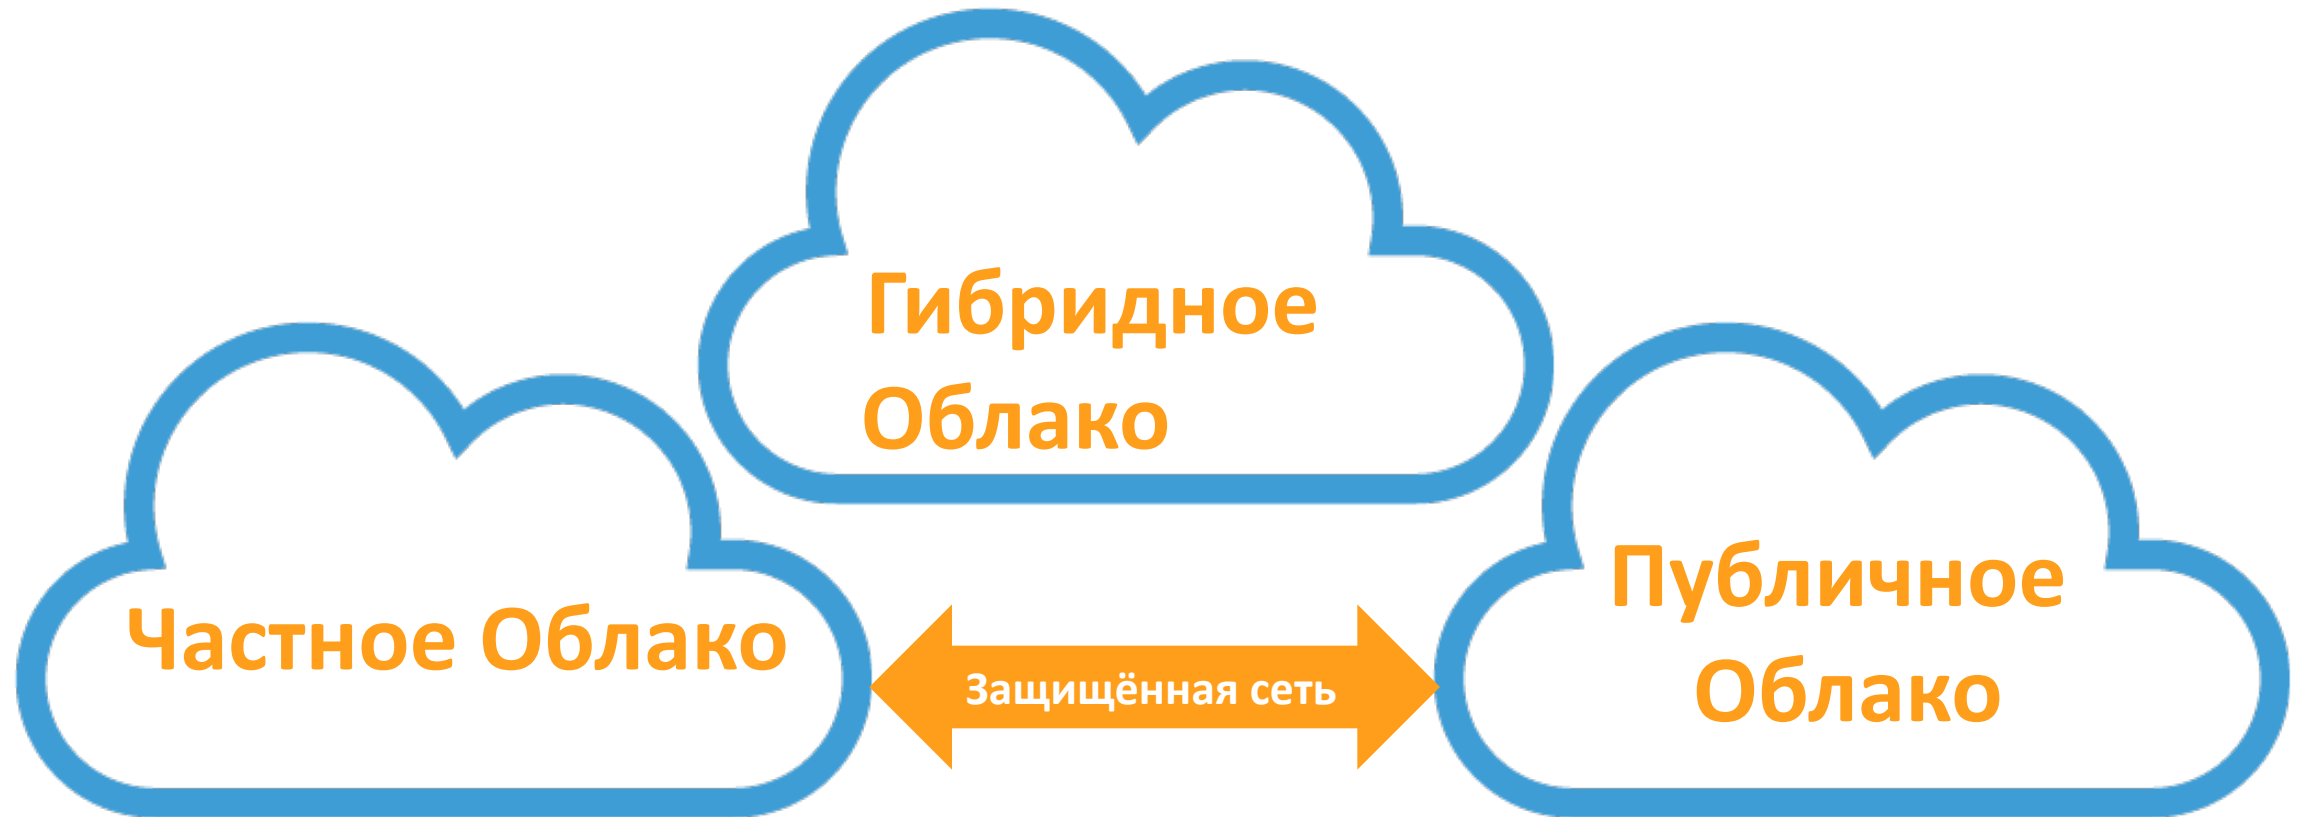 Гибридное
Облако
Частное Облако
Защищённая сеть
Публичное
Облако